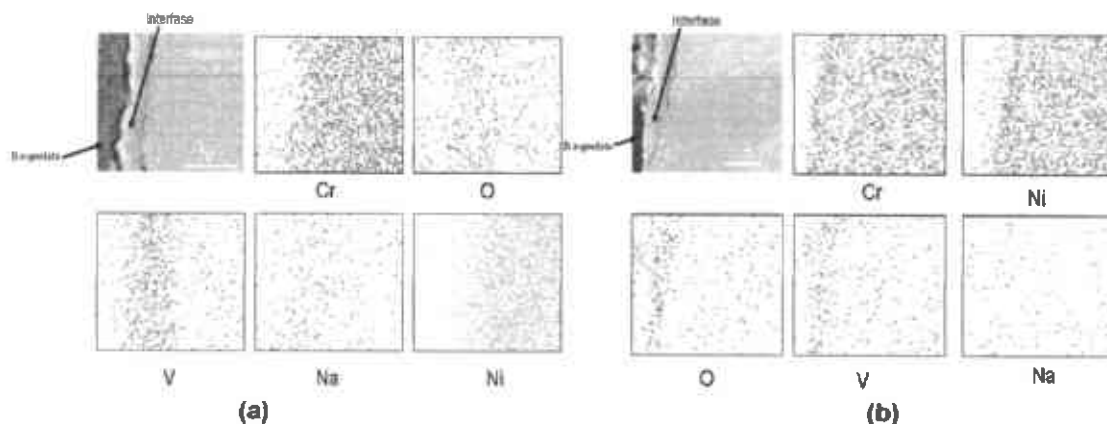 Interfase
Cr
O
V
Na
Ni
(a)
Interfase
Cr
Ni
O
V
Na
(b)